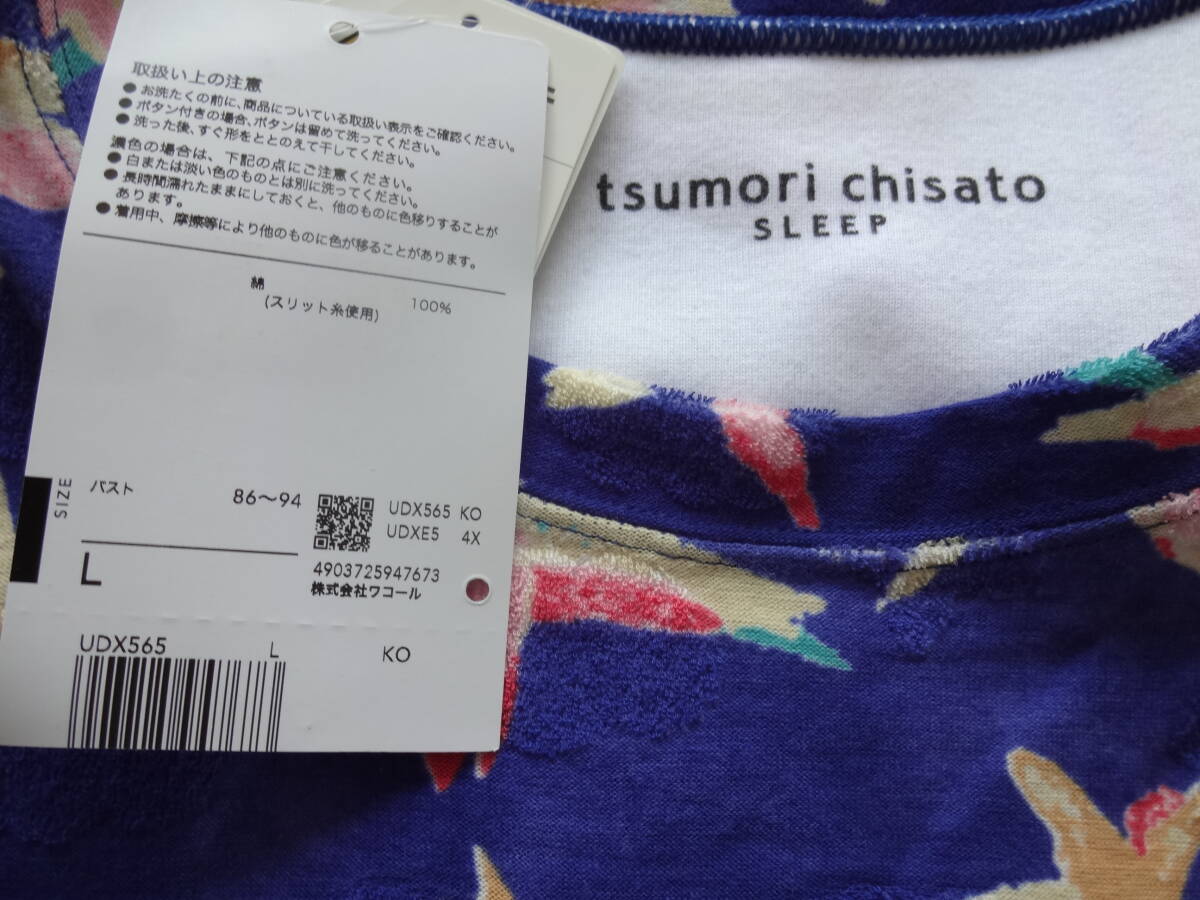 取扱い上の注意
● お洗たくの前に、商品についている取扱い表示をご確認ください。
● ボタン付きの場合、ボタンは留めて洗ってください。
● 洗った後、すぐ形をととのえて干してください。
濃色の場合は、下記の点にご注意ください。
● 白または淡い色のものとは別に洗ってください。
● 長時間濡れたままにしておくと、他のものに色移りすることが
あります。
● 着用中、摩擦等により他のものに色が移ることがあります。
綿 100%
(スリット糸使用)
SIZE
バスト 86～94
L
UDX565 KO
UDXE5 4X
4903725947673
株式会社ワコール
UDX565 L KO
tsumori chisato
SLEEP